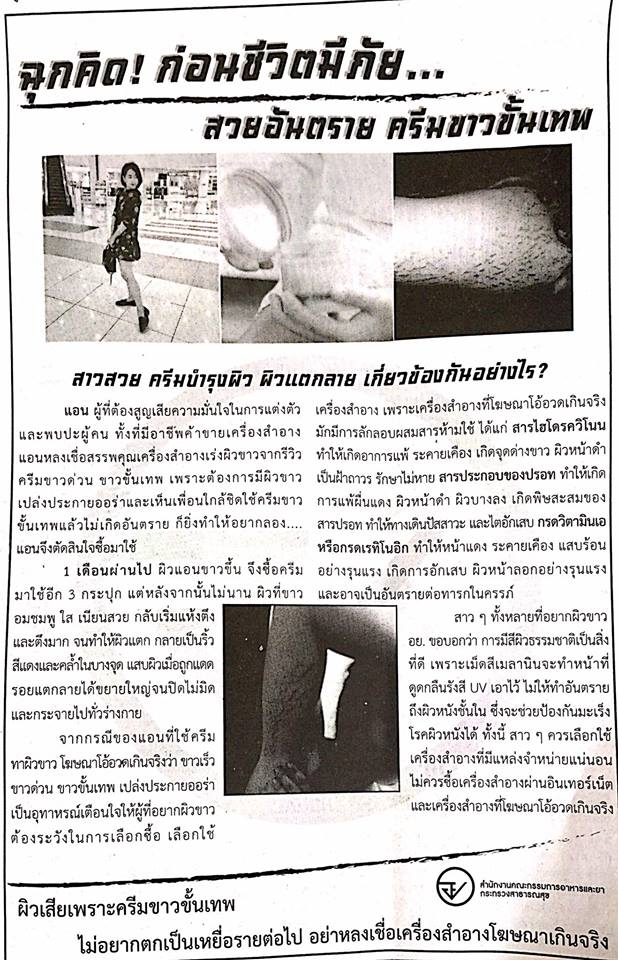 ฉุกคิด! ก่อนชีวิตมีภัย...
สวยอันตราย ครีมขาวขั้นเทพ
สาวสวย ครีมบำรุงผิว ผิวแตกลาย เกี่ยวข้องกันอย่างไร?
แอน ผู้ที่ต้องสูญเสียความมั่นใจในการแต่งตัว
และพบปะผู้คน ทั้งที่มีอาชีพค้าขายเครื่องสำอาง
แอนหลงเชื่อสรรพคุณเครื่องสำอางเร่งผิวขาวจากรีวิว
ครีมขาวด่วน ขาวขั้นเทพ เพราะต้องการมีผิวขาว
เปล่งประกายออร่าและเห็นเพื่อนใกล้ชิดใช้ครีมขาว
ขั้นเทพแล้วไม่เกิดอันตราย ก็ยิ่งทำให้อยากลอง....
แอนจึงตัดสินใจซื้อมาใช้
1 เดือนผ่านไป ผิวแอนขาวขึ้น จึงซื้อครีม
มาใช้อีก 3 กระปุก แต่หลังจากนั้นไม่นาน ผิวที่ขาว
อมชมพู ใส เนียนสวย กลับเริ่มแห้งตึง
และตึงมาก จนทำให้ผิวแตก กลายเป็นริ้ว
สีแดงและคล้ำในบางจุด แสบผิวเมื่อถูกแดด
รอยแตกลายได้ขยายใหญ่จนปิดไม่มิด
และกระจายไปทั่วร่างกาย
จากกรณีของแอนที่ใช้ครีม
ทาผิวขาว โฆษณาโอ้อวดเกินจริงว่า ขาวเร็ว
ขาวด่วน ขาวขั้นเทพ เปล่งประกายออร่า
เป็นอุทาหรณ์เตือนใจให้ผู้ที่อยากผิวขาว
ต้องระวังในการเลือกซื้อ เลือกใช้
เครื่องสำอาง เพราะเครื่องสำอางที่โฆษณาโอ้อวดเกินจริง
มักมีการลักลอบผสมสารห้ามใช้ ได้แก่ สารไฮโดรควิโนน
ทำให้เกิดอาการแพ้ ระคายเคือง เกิดจุดด่างขาว ผิวหน้าดำ
เป็นฝ้าถาวร รักษาไม่หาย สารประกอบของปรอท ทำให้เกิด
การแพ้ผื่นแดง ผิวหน้าดำ ผิวบางลง เกิดพิษสะสมของ
สารปรอท ทำให้ทางเดินปัสสาวะ และไตอักเสบ กรดวิตามินเอ
หรือกรดเรทิโนอิก ทำให้หน้าแดง ระคายเคือง แสบร้อน
อย่างรุนแรง เกิดการอักเสบ ผิวหน้าลอกอย่างรุนแรง
และอาจเป็นอันตรายต่อทารกในครรภ์
สาว ๆ ทั้งหลายที่อยากมีผิวขาว
อย. ขอบอกว่า การมีสีผิวธรรมชาติเป็นสิ่ง
ที่ดี เพราะเม็ดสีเมลานินจะทำหน้าที่
ดูดกลืนรังสี UV เอาไว้ ไม่ให้ทำอันตราย
ถึงผิวหนังชั้นใน ซึ่งจะช่วยป้องกันมะเร็ง
โรคผิวหนังได้ ทั้งนี้ สาว ๆ ควรเลือกใช้
เครื่องสำอางที่มีแหล่งจำหน่ายแน่นอน
ไม่ควรซื้อเครื่องสำอางผ่านอินเทอร์เน็ต
และเครื่องสำอางที่โฆษณาโอ้อวดเกินจริง
สำนักงานคณะกรรมการอาหารและยา
กระทรวงสาธารณสุข
ผิวเสียเพราะครีมขาวขั้นเทพ
ไม่อยากตกเป็นเหยื่อรายต่อไป อย่าหลงเชื่อเครื่องสำอางโฆษณาเกินจริง